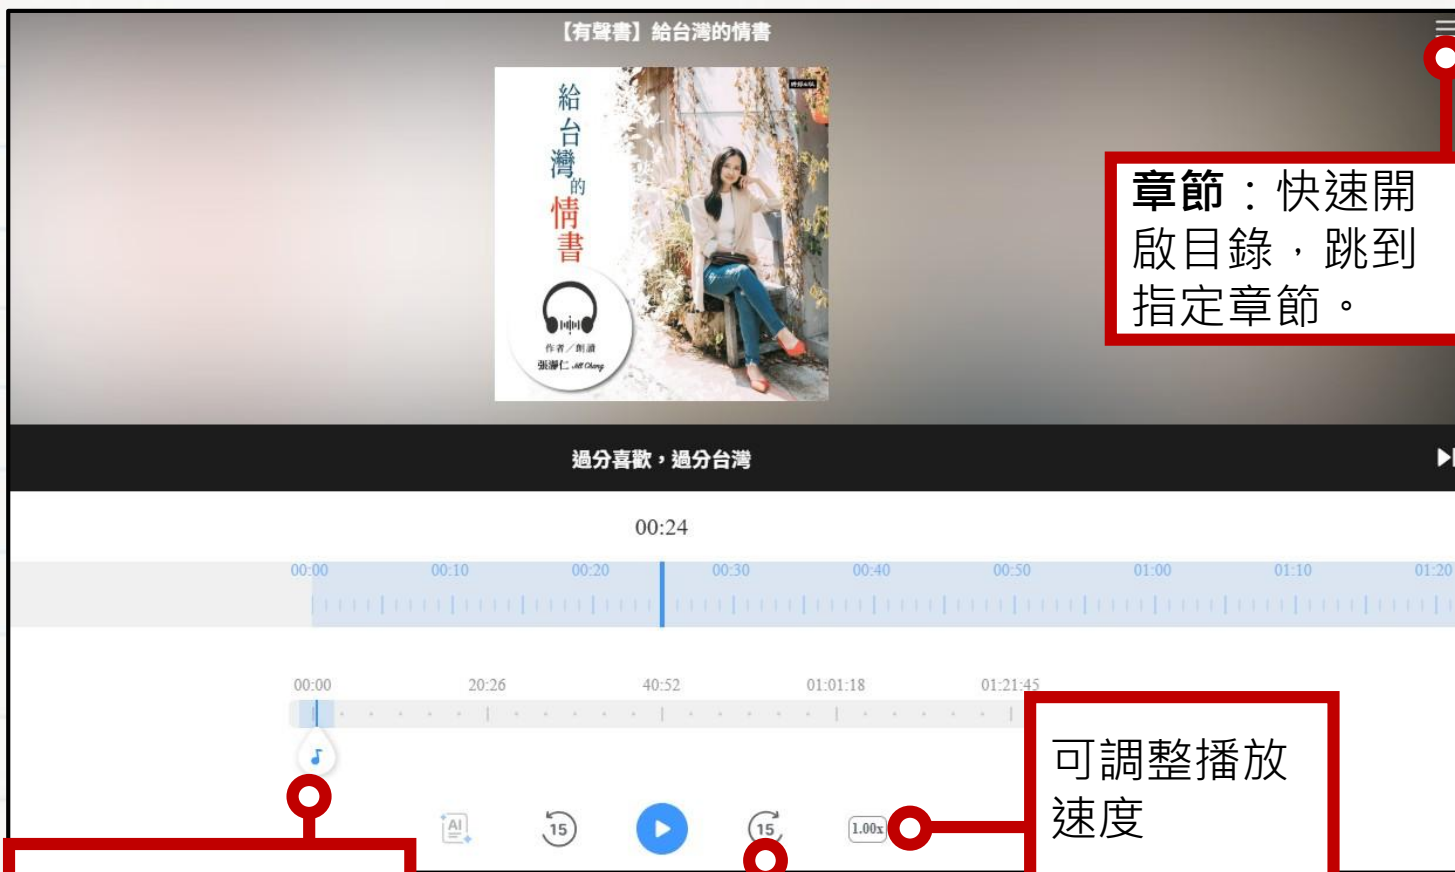 【有聲書】給台灣的情書
給台灣的情書
作者／朗讀
張瀞仁 Jill Chang
章節：快速開
啟目錄，跳到
指定章節。
過分喜歡，過分台灣
00:24
00:00 00:10 00:20 00:30 00:40 00:50 01:00 01:10 01:20
00:00 20:26 40:52 01:01:18 01:21:45
可調整播放
速度
AI 15 15 1.00x